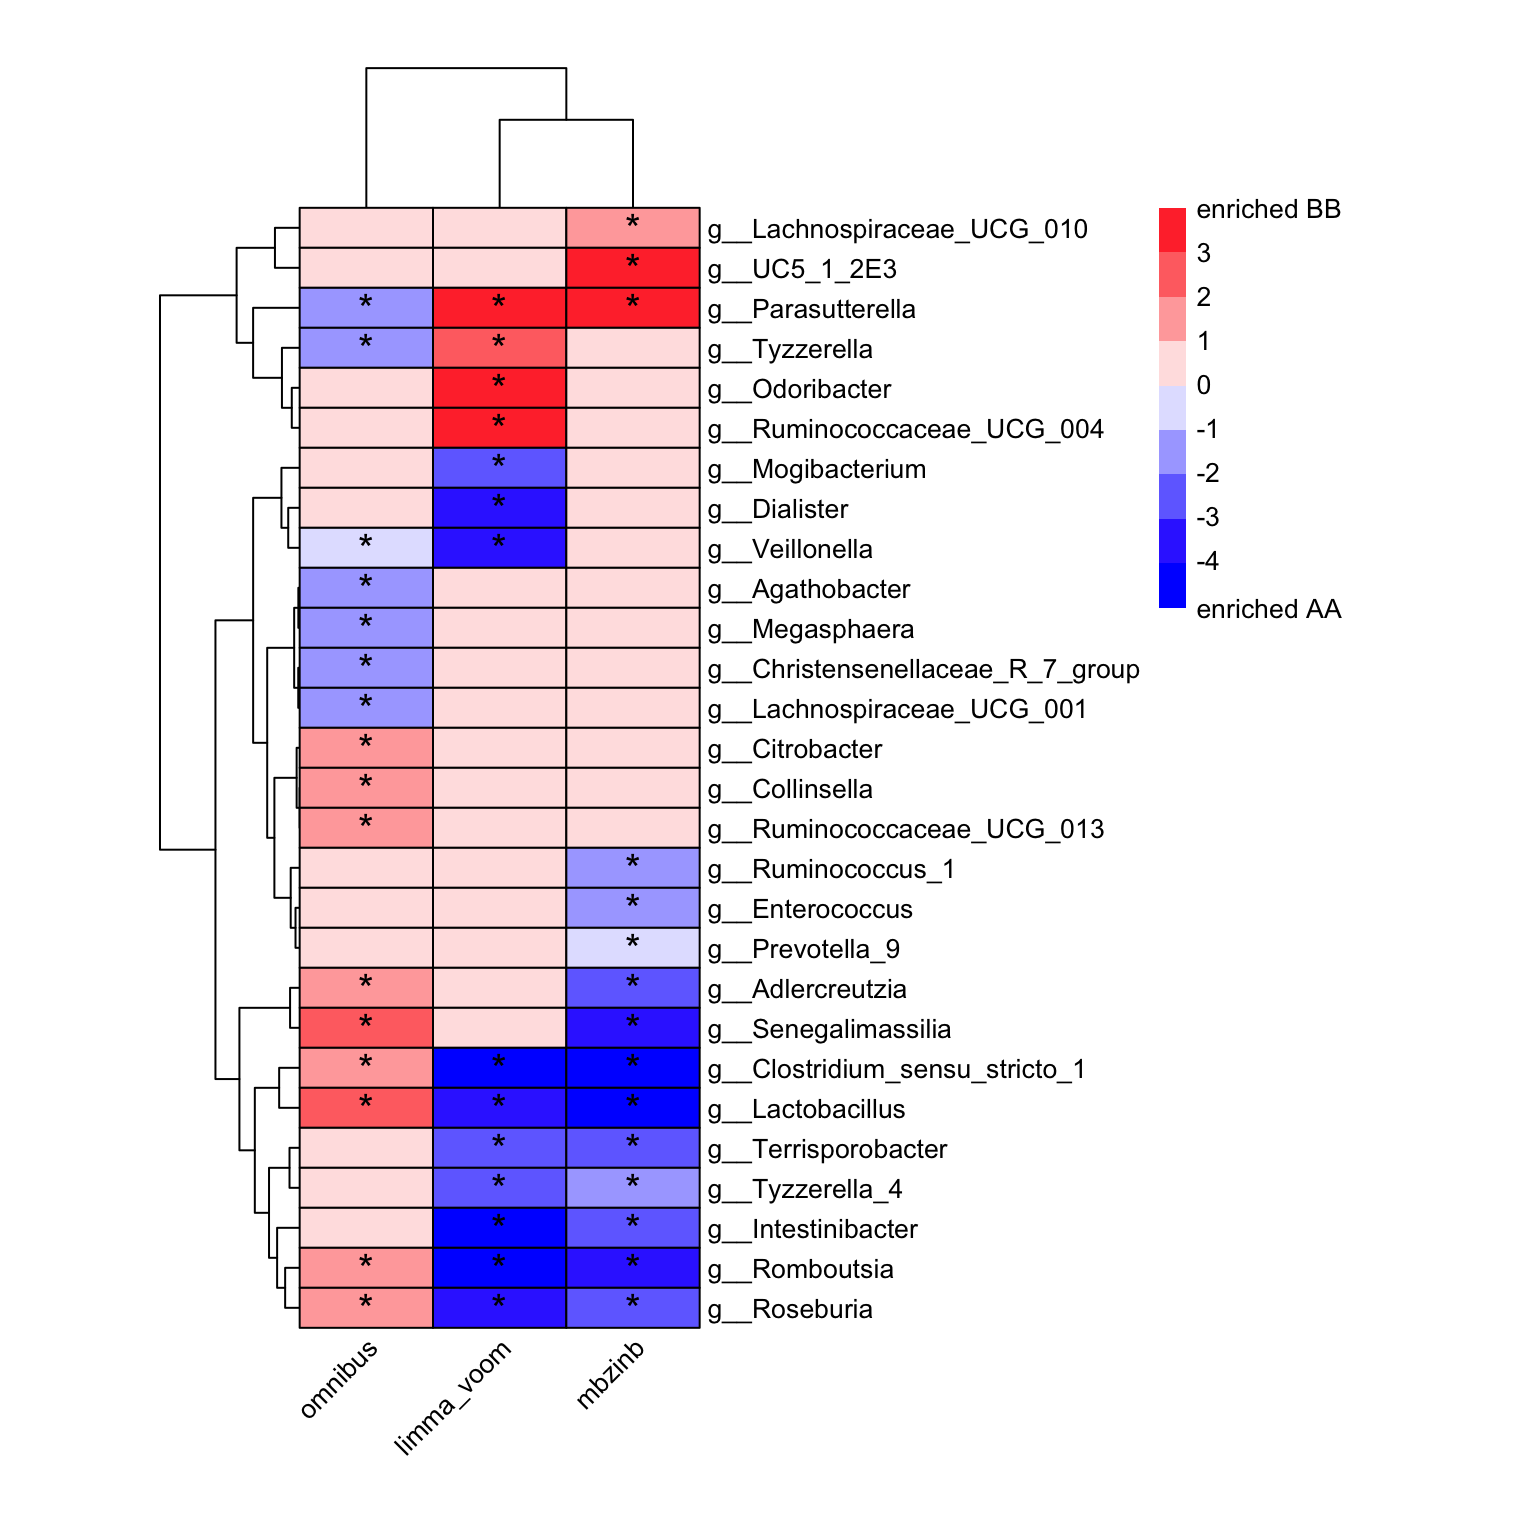 enriched BB
3
2
1
0
-1
-2
-3
-4
enriched AA
* g__Lachnospiraceae_UCG_010
* g__UC5_1_2E3
* * * g__Parasutterella
* * g__Tyzzerella
* g__Odoribacter
* g__Ruminococcaceae_UCG_004
* g__Mogibacterium
* g__Dialister
* * g__Veillonella
* g__Agathobacter
* g__Megasphaera
* g__Christensenellaceae_R_7_group
* g__Lachnospiraceae_UCG_001
* g__Citrobacter
* g__Collinsella
* g__Ruminococcaceae_UCG_013
* g__Ruminococcus_1
* g__Enterococcus
* g__Prevotella_9
* * g__Adlercreutzia
* * g__Senegalimassilia
* * * g__Clostridium_sensu_stricto_1
* * * g__Lactobacillus
* * g__Terrisporobacter
* * g__Tyzzerella_4
* * g__Intestinibacter
* * * g__Romboutsia
* * * g__Roseburia
omnibus
limma_voom
mbzinb